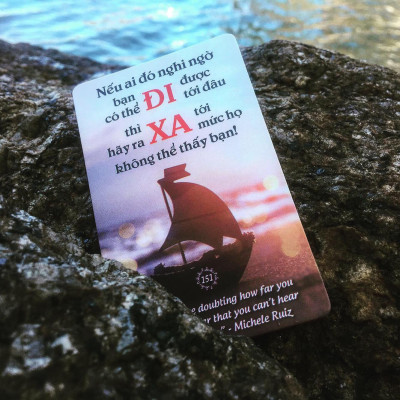 Nếu ai đó nghi ngờ
bạn ĐI được
có thể tới đâu
thì XA tới
hãy ra mức họ
không thể thấy bạn!
151
doubting how far you
that you can't hear
- Michele Ruiz